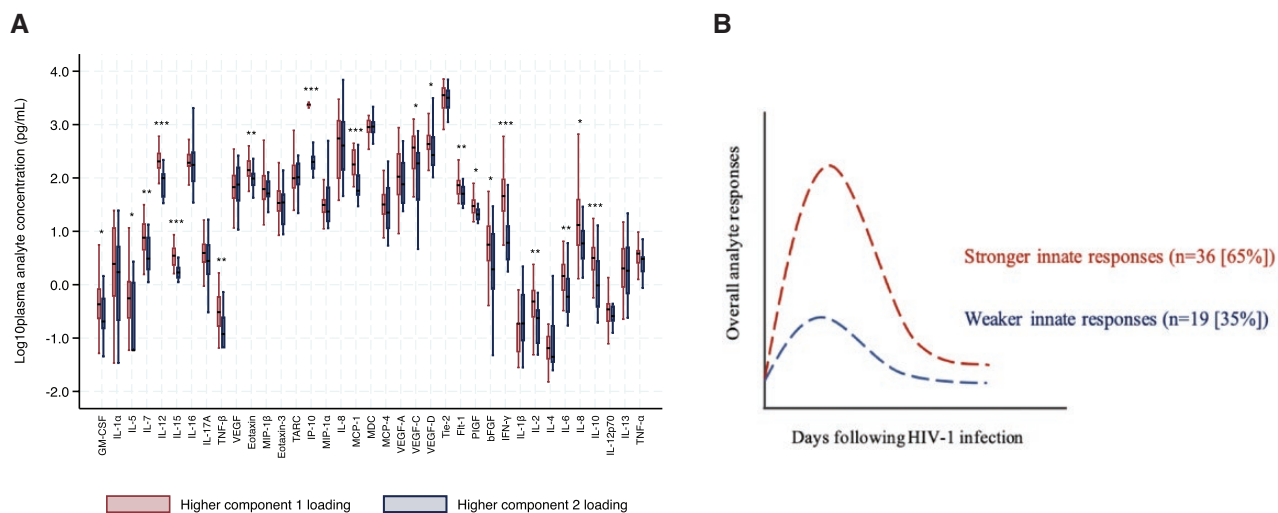 A
Log10plasma analyte concentration (pg/mL)
4.0
3.0
2.0
1.0
0.0
-1.0
-2.0
*
*
**
***
***
**
**
***
***
*
*
**
*
*
***
**
**
*
***
GM-CSF
IL-1α
IL-5
IL-7
IL-12
IL-15
IL-16
IL-17A
TNF-β
VEGF
Eotaxin
MIP-1β
Eotaxin-3
TARC
IP-10
MIP-1α
IL-8
MCP-1
MDC
MCP-4
VEGF-A
VEGF-C
VEGF-D
Tie-2
Flt-1
PlGF
bFGF
IFN-γ
IL-1β
IL-2
IL-4
IL-6
IL-8
IL-10
IL-12p70
IL-13
TNF-α
Higher component 1 loading
Higher component 2 loading
B
Overall analyte responses
Stronger innate responses (n=36 [65%])
Weaker innate responses (n=19 [35%])
Days following HIV-1 infection